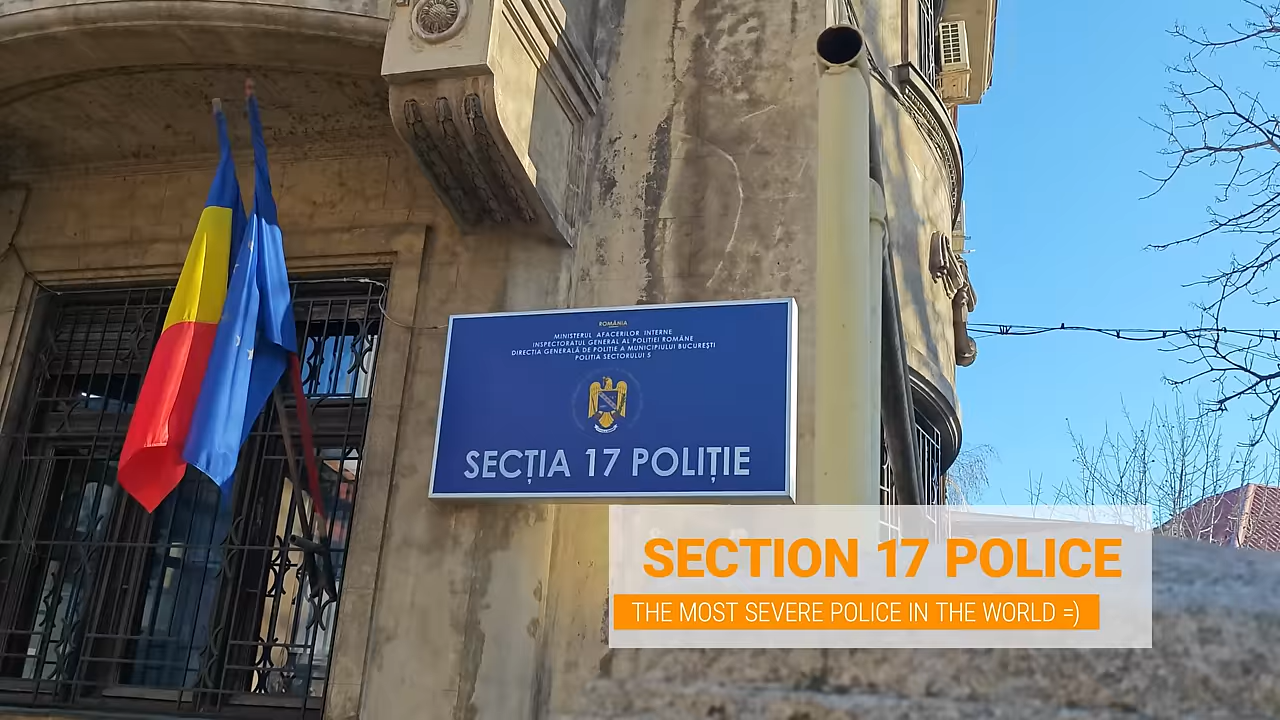 ROMÂNIA
MINISTERUL AFACERILOR INTERNE
INSPECTORATUL GENERAL AL POLIȚIEI ROMÂNE
DIRECȚIA GENERALĂ DE POLIȚIE A MUNICIPIULUI BUCUREȘTI
POLIȚIA SECTORULUI 5
SECȚIA 17 POLIȚIE
SECTION 17 POLICE
THE MOST SEVERE POLICE IN THE WORLD =)